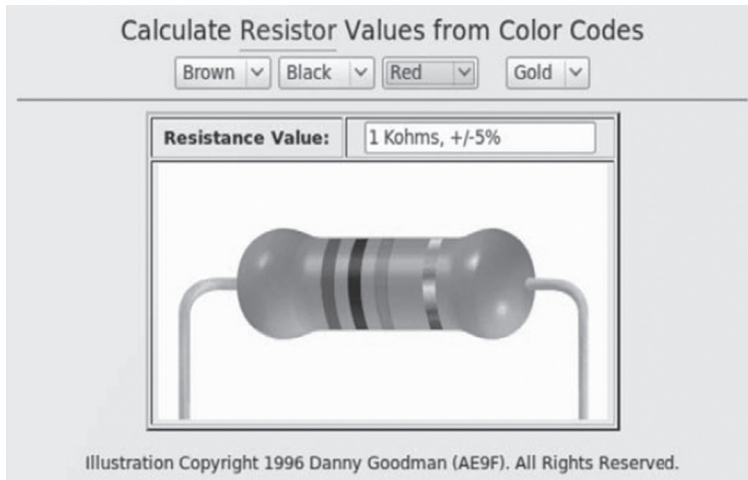 Calculate Resistor Values from Color Codes
Brown Black Red Gold
Resistance Value: 1 Kohms, +/-5%
Illustration Copyright 1996 Danny Goodman (AE9F). All Rights Reserved.